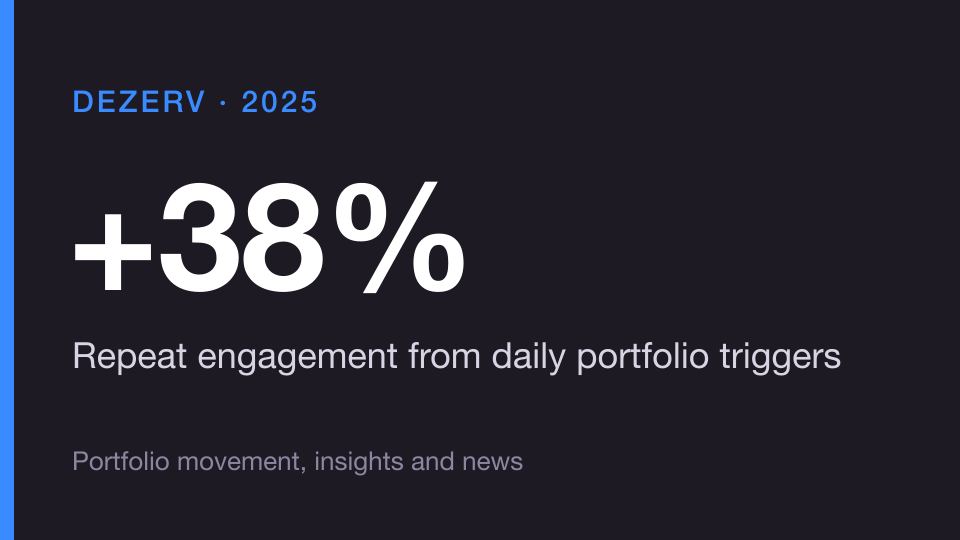 DEZERV · 2025
+38%
Repeat engagement from daily portfolio triggers
Portfolio movement, insights and news